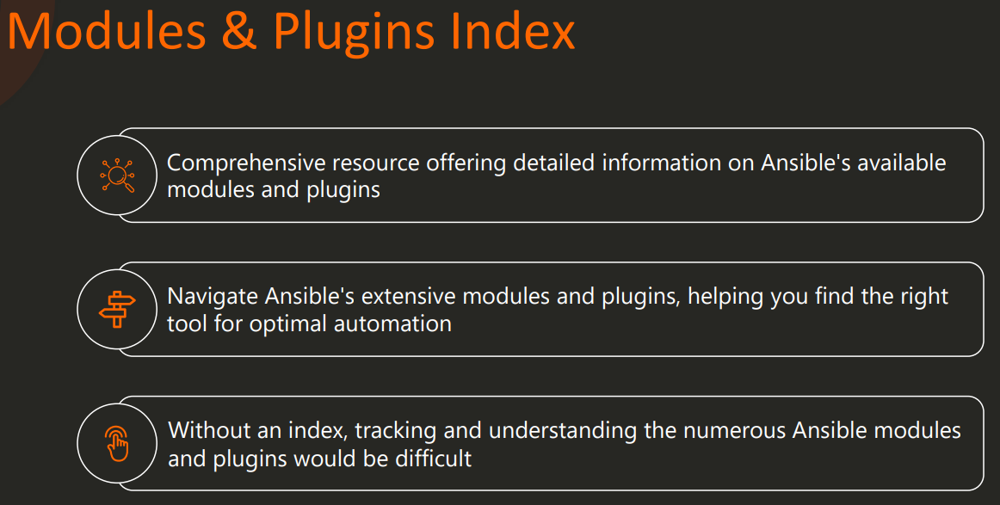 Modules & Plugins Index
Comprehensive resource offering detailed information on Ansible's available
modules and plugins
Navigate Ansible's extensive modules and plugins, helping you find the right
tool for optimal automation
Without an index, tracking and understanding the numerous Ansible modules
and plugins would be difficult